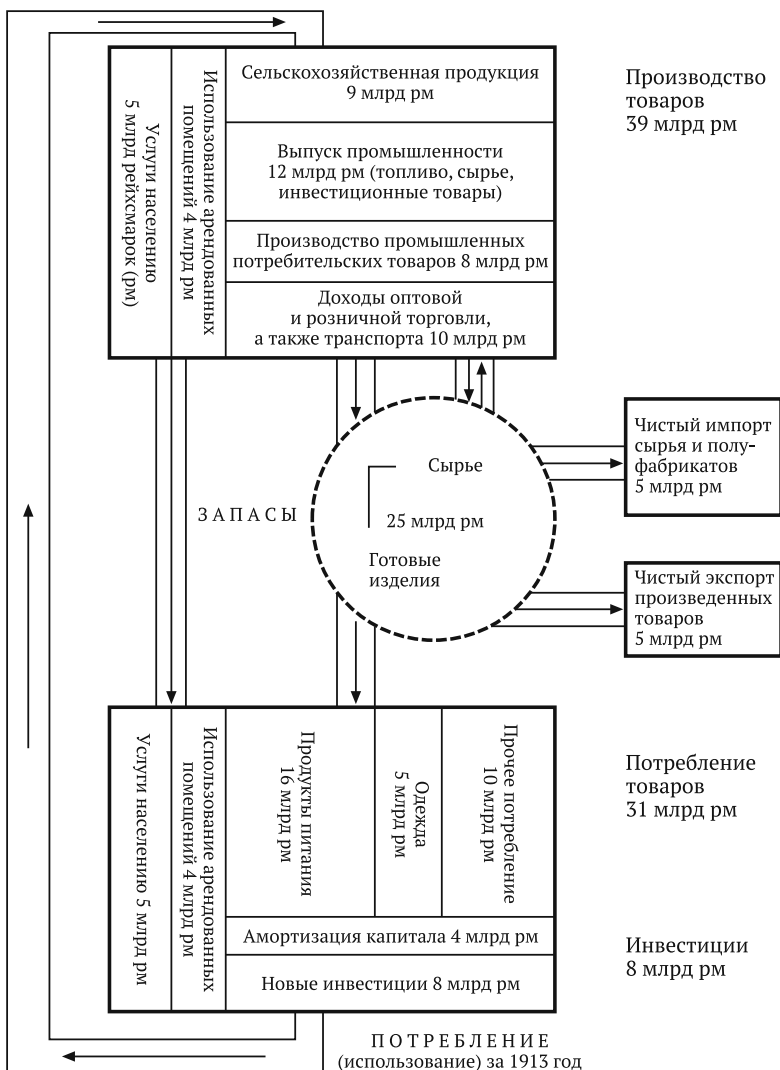 Услуги населению
5 млрд рейхсмарок (рм)
Использование арендованных
помещений 4 млрд рм
Сельскохозяйственная продукция
9 млрд рм
Выпуск промышленности
12 млрд рм (топливо, сырье,
инвестиционные товары)
Производство промышленных
потребительских товаров 8 млрд рм
Доходы оптовой
и розничной торговли,
а также транспорта 10 млрд рм
Производство
товаров
39 млрд рм
ЗАПАСЫ
Сырье
25 млрд рм
Готовые
изделия
Чистый импорт
сырья и полу-
фабрикатов
5 млрд рм
Чистый экспорт
произведенных
товаров
5 млрд рм
Услуги населению 5 млрд рм
Использование арендованных
помещений 4 млрд рм
Продукты питания
16 млрд рм
Одежда
5 млрд рм
Прочее потребление
10 млрд рм
Амортизация капитала 4 млрд рм
Новые инвестиции 8 млрд рм
Потребление
товаров
31 млрд рм
Инвестиции
8 млрд рм
ПОТРЕБЛЕНИЕ
(использование) за 1913 год